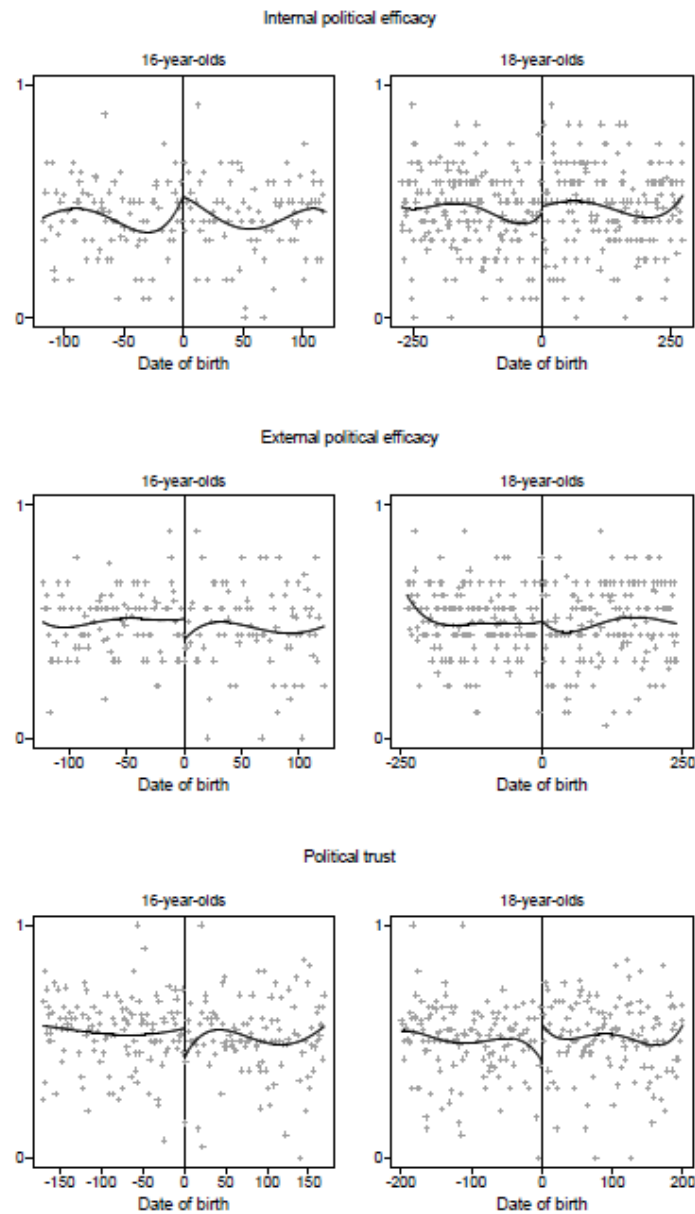 Internal political efficacy
16-year-olds 18-year-olds
1 1
0 0
-100 -50 0 50 100 -250 0 250
Date of birth Date of birth
External political efficacy
16-year-olds 18-year-olds
1 1
0 0
-100 0 100 -250 0 250
Date of birth Date of birth
Political trust
16-year-olds 18-year-olds
1 1
0 0
-150 -100 -50 0 50 100 150 -200 -100 0 100 200
Date of birth Date of birth